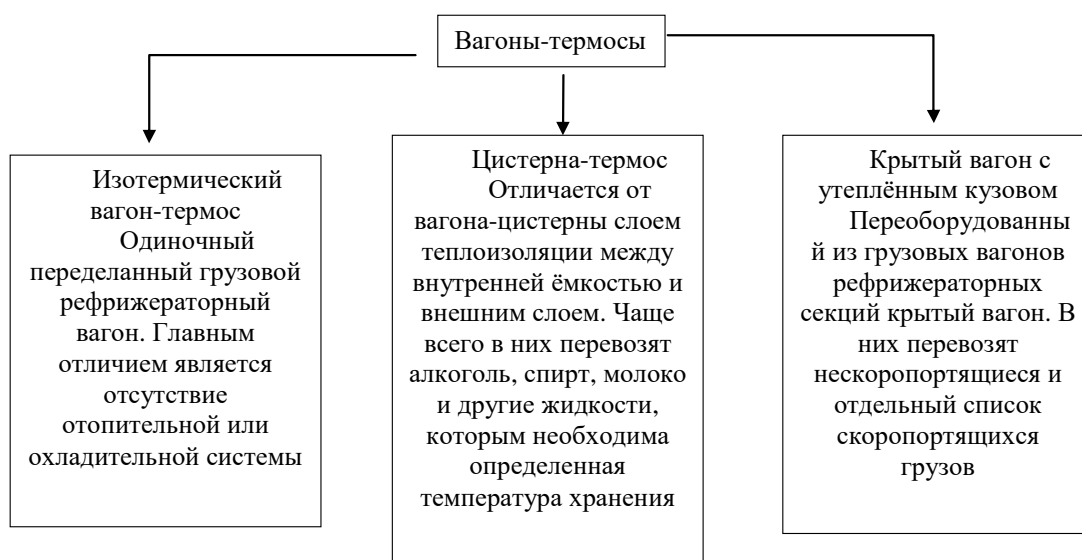 Вагоны-термосы
Изотермический
вагон-термос
Одиночный
переделанный грузовой
рефрижераторный
вагон. Главным
отличием является
отсутствие
отопительной или
охладительной системы
Цистерна-термос
Отличается от
вагона-цистерны слоем
теплоизоляции между
внутренней ёмкостью и
внешним слоем. Чаще
всего в них перевозят
алкоголь, спирт, молоко
и другие жидкости,
которым необходима
определенная
температура хранения
Крытый вагон с
утеплённым кузовом
Переоборудованны
й из грузовых вагонов
рефрижераторных
секций крытый вагон. В
них перевозят
нескоропортящиеся и
отдельный список
скоропортящихся
грузов